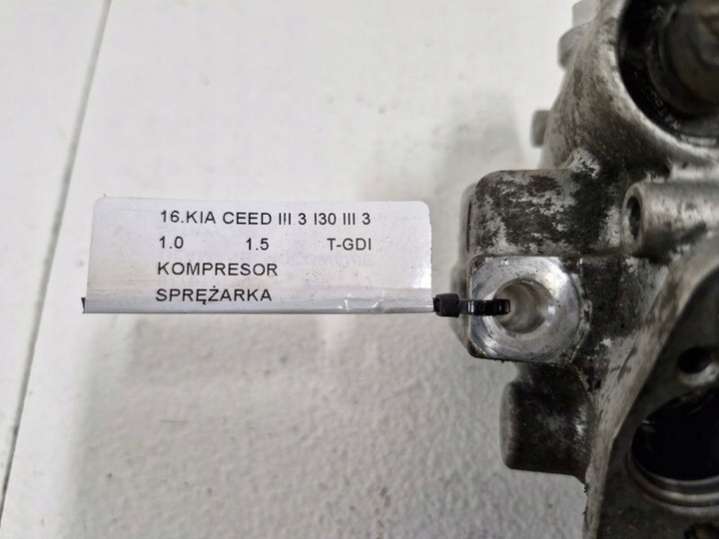 16.KIA CEED III 3 I30 III 3
1.0 1.5 T-GDI
KOMPRESOR
SPRĘŻARKA